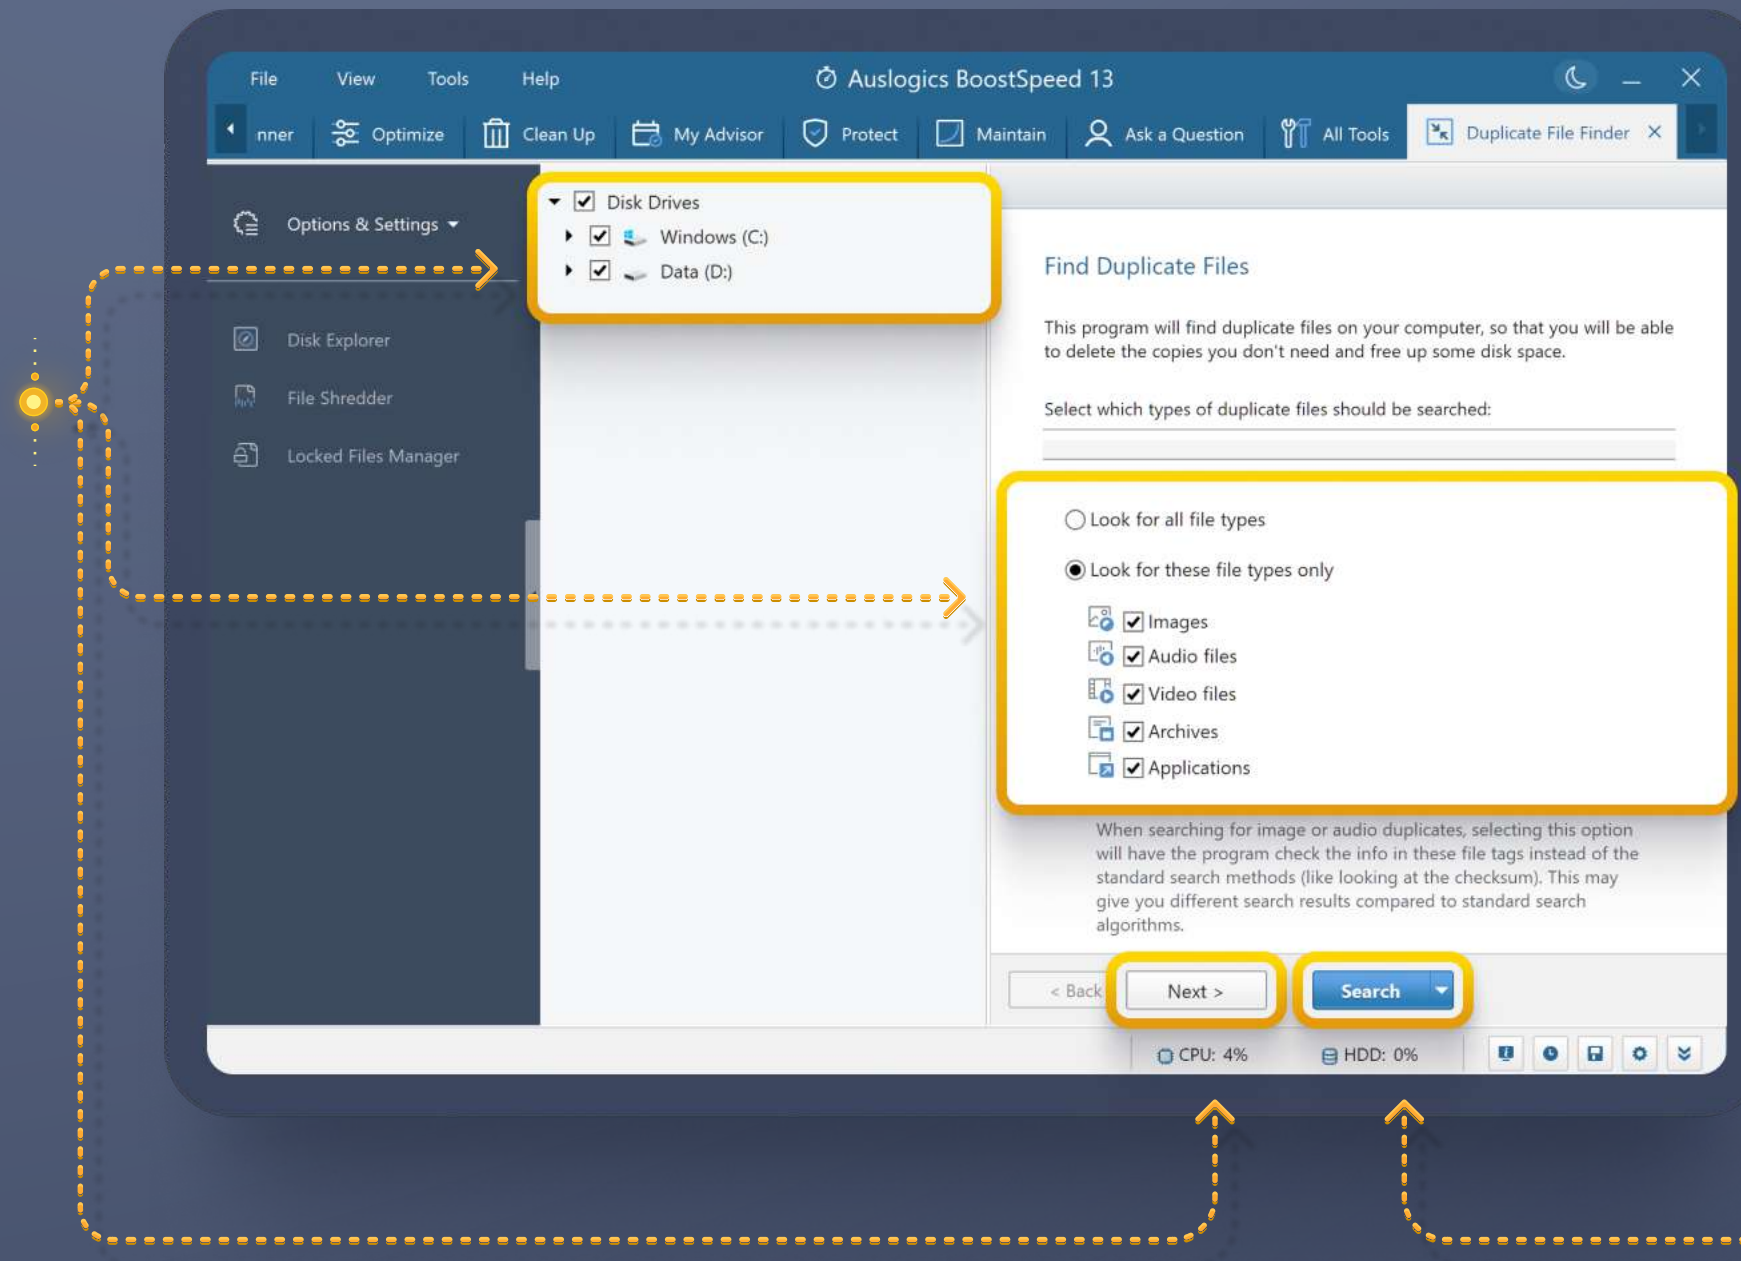 File View Tools Help Auslogics BoostSpeed 13
nner Optimize Clean Up My Advisor Protect Maintain Ask a Question All Tools Duplicate File Finder
Options & Settings
Disk Explorer
File Shredder
Locked Files Manager
Disk Drives
Windows (C:)
Data (D:)
Find Duplicate Files
This program will find duplicate files on your computer, so that you will be able
to delete the copies you don't need and free up some disk space.
Select which types of duplicate files should be searched:
Look for all file types
Look for these file types only
Images
Audio files
Video files
Archives
Applications
When searching for image or audio duplicates, selecting this option
will have the program check the info in these file tags instead of the
standard search methods (like looking at the checksum). This may
give you different search results compared to standard search
algorithms.
< Back Next > Search
CPU: 4% HDD: 0%